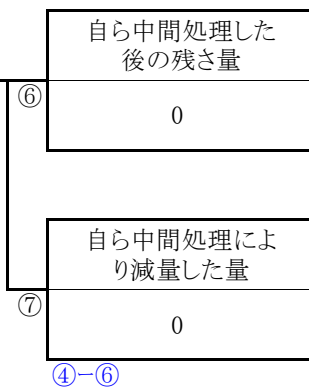 自ら中間処理した
後の残さ量
⑥
0
自ら中間処理によ
り減量した量
⑦
0
④−⑥